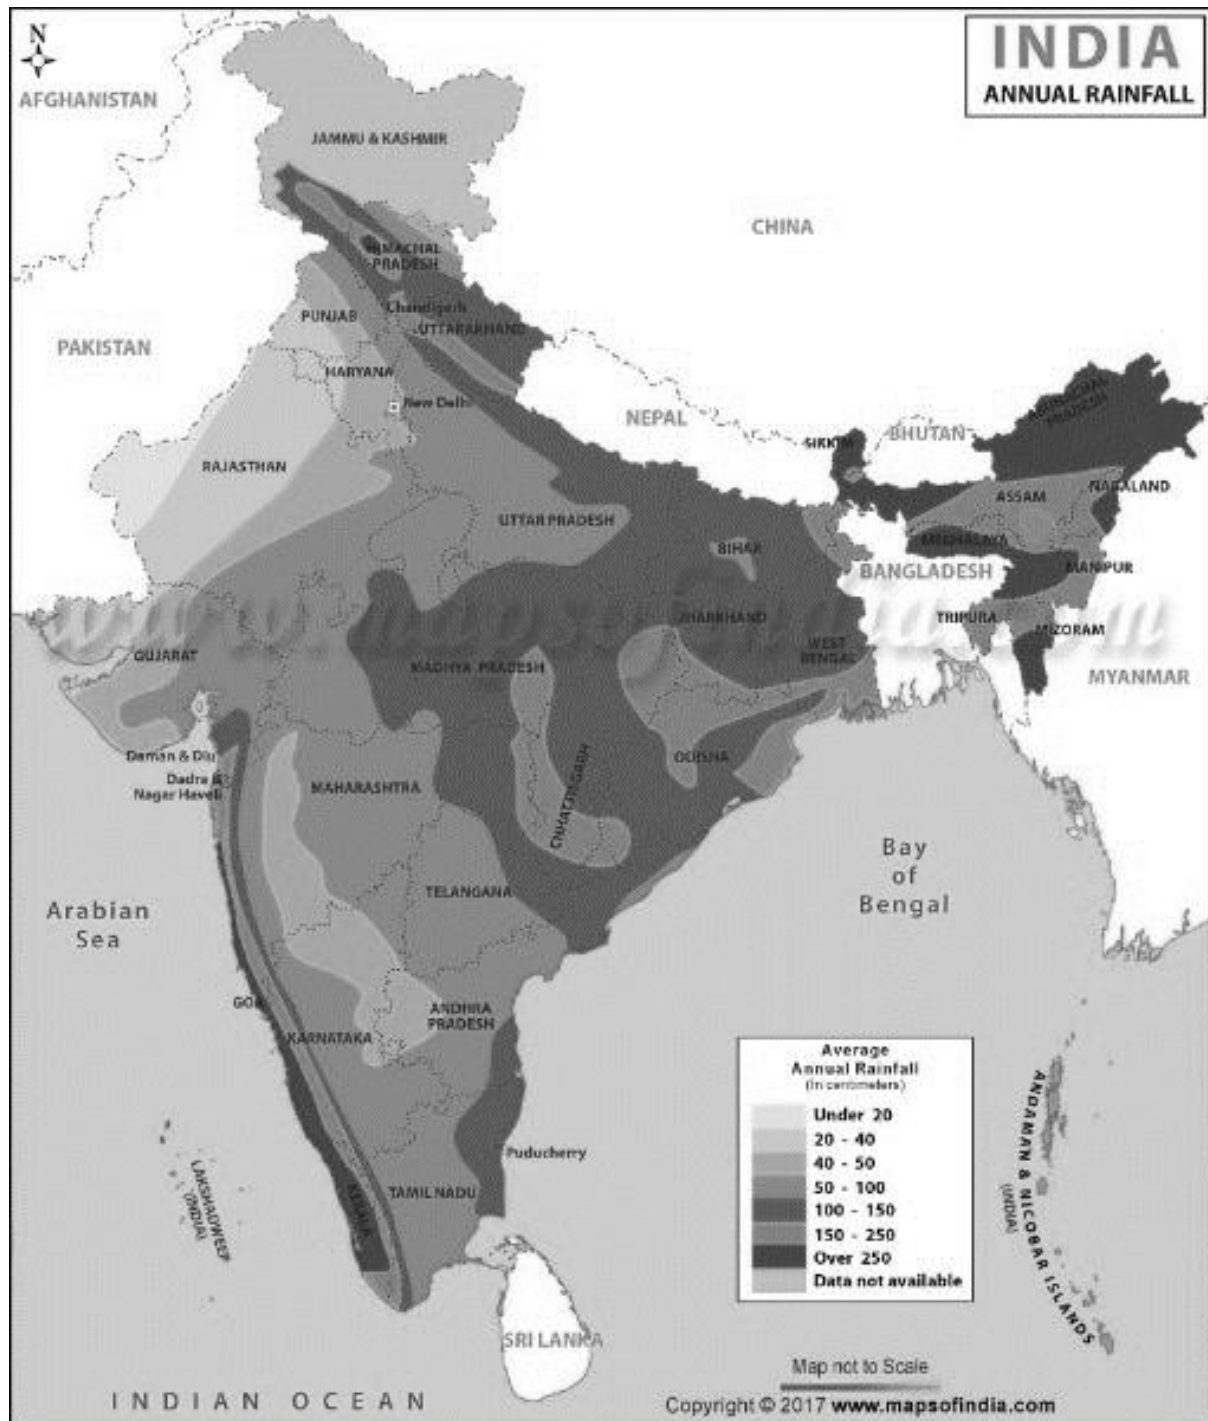 N
INDIA
ANNUAL RAINFALL
AFGHANISTAN
JAMMU & KASHMIR
CHINA
HIMACHAL
PRADESH
Chandigarh
PUNJAB
UTTARAKHAND
PAKISTAN
HARYANA
New Delhi
NEPAL
ARUNACHAL
PRADESH
SIKKIM
BHUTAN
RAJASTHAN
NAGALAND
ASSAM
UTTAR PRADESH
MEGHALAYA
BIHAR
BANGLADESH
MANIPUR
www.mapsofindia.com
JHARKHAND
TRIPURA
MIZORAM
GUJARAT
WEST
BENGAL
MADHYA PRADESH
MYANMAR
Daman & Diu
ODISHA
Dadra &
Nagar Haveli
MAHARASHTRA
CHHATTISGARH
Bay
of
Bengal
TELANGANA
Arabian
Sea
GOA
ANDHRA
PRADESH
KARNATAKA
Average
Annual Rainfall
(In centimeters)
Under 20
20 - 40
40 - 50
50 - 100
100 - 150
150 - 250
Over 250
Data not available
ANDAMAN & NICOBAR ISLANDS
(INDIA)
Puducherry
LAKSHADWEEP
(INDIA)
KERALA
TAMIL NADU
SRI LANKA
Map not to Scale
INDIAN OCEAN
Copyright © 2017 www.mapsofindia.com